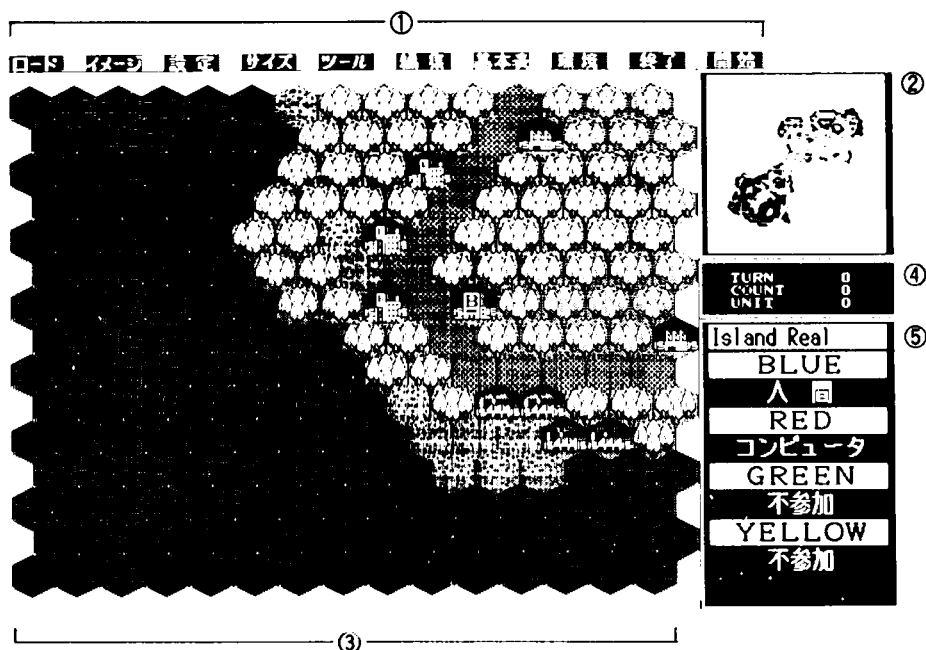 ①
ロード イメージ 設定 サイズ ツール 編集 基本表 環境 終了 開始
②
TURN 0
COUNT 0
UNIT 0
④
Island Real
⑤
BLUE
人間
RED
コンピュータ
GREEN
不参加
YELLOW
不参加
③